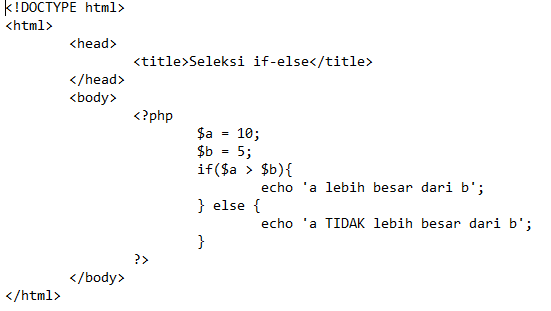 <!DOCTYPE html>
<html>
<head>
<title>Seleksi if-else</title>
</head>
<body>
<?php
$a = 10;
$b = 5;
if($a > $b){
echo 'a lebih besar dari b';
} else {
echo 'a TIDAK lebih besar dari b';
}
?>
</body>
</html>